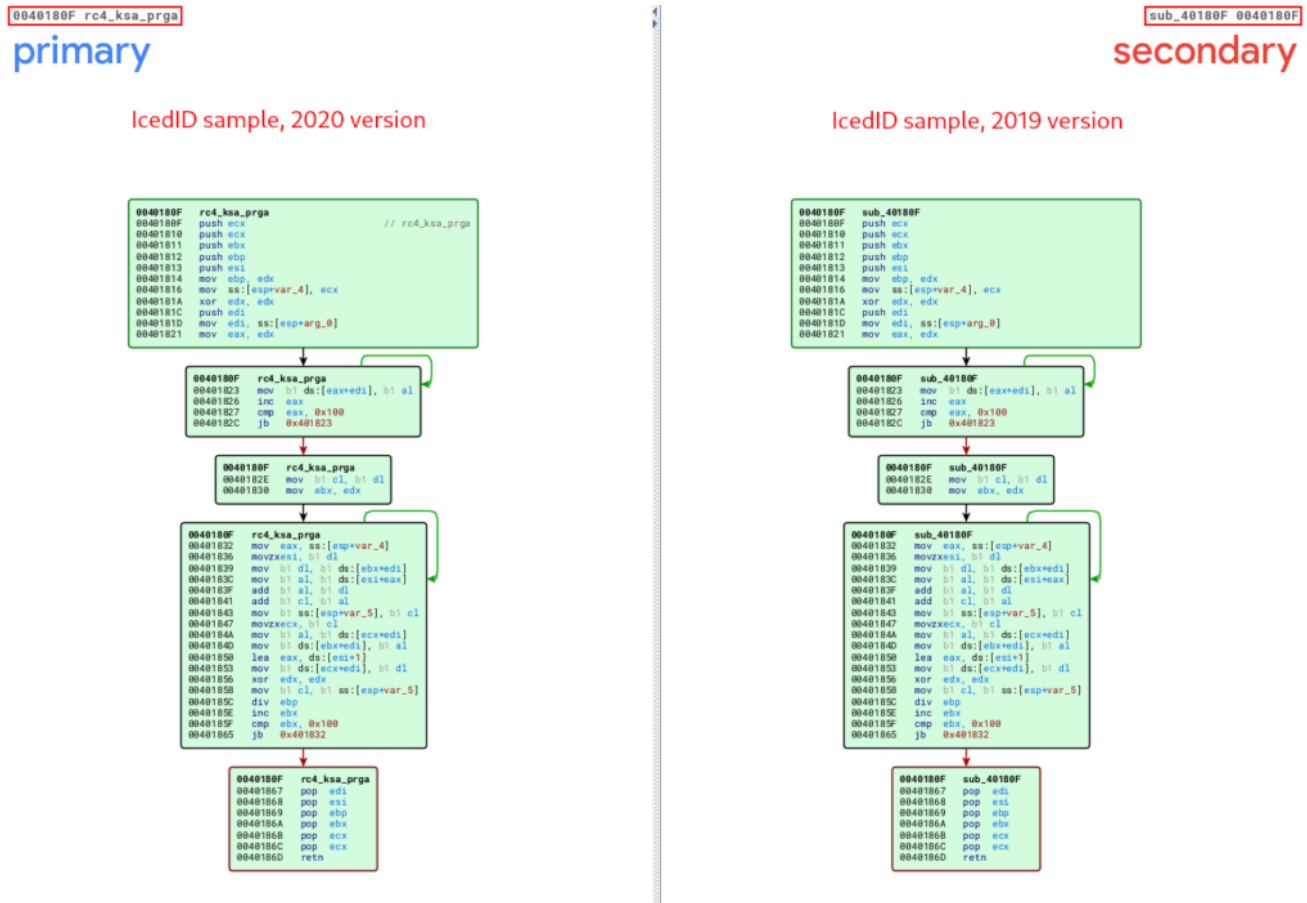 0040180F rc4_ksa_prga
primary
IcedID sample, 2020 version
0040180F rc4_ksa_prga
0040180F push ecx // rc4_ksa_prga
00401810 push ecx
00401811 push ebx
00401812 push ebp
00401813 push esi
00401814 mov ebp, edx
00401816 mov ss:[esp+var_4], ecx
0040181A xor edx, edx
0040181C push edi
0040181D mov edi, ss:[esp+arg_0]
00401821 mov eax, edx
0040180F rc4_ksa_prga
00401823 mov b1 ds:[eax+edi], b1 al
00401826 inc eax
00401827 cmp eax, 0x100
0040182C jb 0x401823
0040180F rc4_ksa_prga
0040182E mov b1 cl, b1 dl
00401830 mov ebx, edx
0040180F rc4_ksa_prga
00401832 mov eax, ss:[esp+var_4]
00401836 movzxesi, b1 dl
00401839 mov b1 dl, b1 ds:[ebx+edi]
0040183C mov b1 al, b1 ds:[esi+eax]
0040183F add b1 al, b1 dl
00401841 add b1 cl, b1 al
00401843 mov b1 ss:[esp+var_5], b1 cl
00401847 movzxecx, b1 cl
0040184A mov b1 al, b1 ds:[ecx+edi]
0040184D mov b1 ds:[ebx+edi], b1 al
00401850 lea eax, ds:[esi+1]
00401853 mov b1 ds:[ecx+edi], b1 dl
00401856 xor edx, edx
00401858 mov b1 cl, b1 ss:[esp+var_5]
0040185C div ebp
0040185E inc ebx
0040185F cmp ebx, 0x100
00401865 jb 0x401832
0040180F rc4_ksa_prga
00401867 pop edi
00401868 pop esi
00401869 pop ebp
0040186A pop ebx
0040186B pop ecx
0040186C pop ecx
0040186D retn
sub_40180F 0040180F
secondary
IcedID sample, 2019 version
0040180F sub_40180F
0040180F push ecx
00401810 push ecx
00401811 push ebx
00401812 push ebp
00401813 push esi
00401814 mov ebp, edx
00401816 mov ss:[esp+var_4], ecx
0040181A xor edx, edx
0040181C push edi
0040181D mov edi, ss:[esp+arg_0]
00401821 mov eax, edx
0040180F sub_40180F
00401823 mov b1 ds:[eax+edi], b1 al
00401826 inc eax
00401827 cmp eax, 0x100
0040182C jb 0x401823
0040180F sub_40180F
0040182E mov b1 cl, b1 dl
00401830 mov ebx, edx
0040180F sub_40180F
00401832 mov eax, ss:[esp+var_4]
00401836 movzxesi, b1 dl
00401839 mov b1 dl, b1 ds:[ebx+edi]
0040183C mov b1 al, b1 ds:[esi+eax]
0040183F add b1 al, b1 dl
00401841 add b1 cl, b1 al
00401843 mov b1 ss:[esp+var_5], b1 cl
00401847 movzxecx, b1 cl
0040184A mov b1 al, b1 ds:[ecx+edi]
0040184D mov b1 ds:[ebx+edi], b1 al
00401850 lea eax, ds:[esi+1]
00401853 mov b1 ds:[ecx+edi], b1 dl
00401856 xor edx, edx
00401858 mov b1 cl, b1 ss:[esp+var_5]
0040185C div ebp
0040185E inc ebx
0040185F cmp ebx, 0x100
00401865 jb 0x401832
0040180F sub_40180F
00401867 pop edi
00401868 pop esi
00401869 pop ebp
0040186A pop ebx
0040186B pop ecx
0040186C pop ecx
0040186D retn